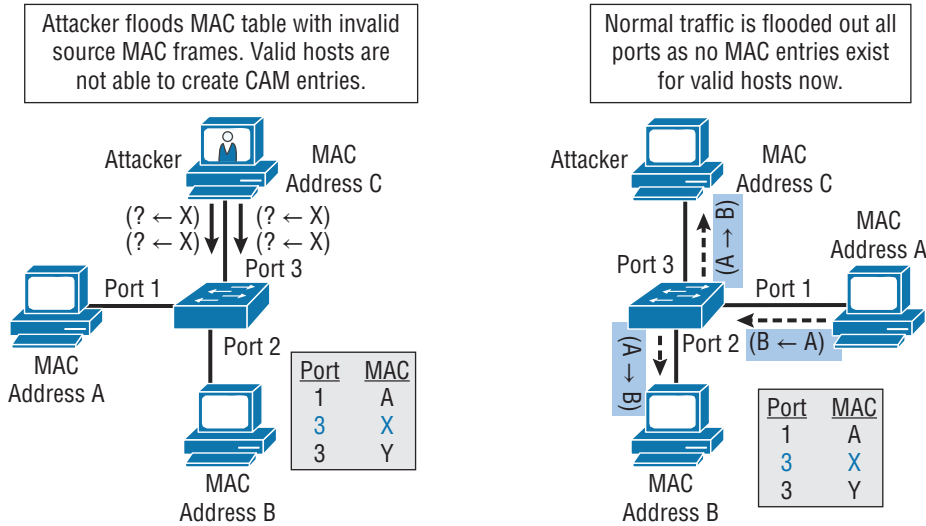 Attacker floods MAC table with invalid
source MAC frames. Valid hosts are
not able to create CAM entries.
Attacker
MAC
Address C
(? ← X)
(? ← X)
(? ← X)
(? ← X)
Port 3
Port 1
MAC
Address A
Port 2
MAC
Address B
Port MAC
1 A
3 X
3 Y
Normal traffic is flooded out all
ports as no MAC entries exist
for valid hosts now.
Attacker
MAC
Address C
(A → B)
Port 3
MAC
Address A
Port 1
(B ← A)
Port 2
(A → B)
MAC
Address B
Port MAC
1 A
3 X
3 Y